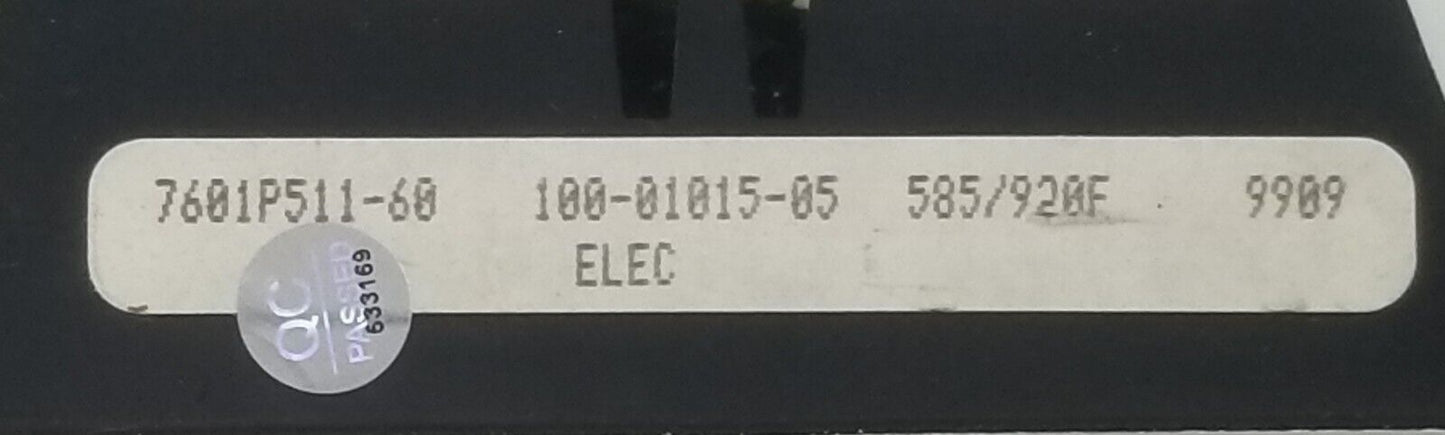 7601P511-60 100-01015-05 585/920F 9909
ELEC
QC
PASSED
633169